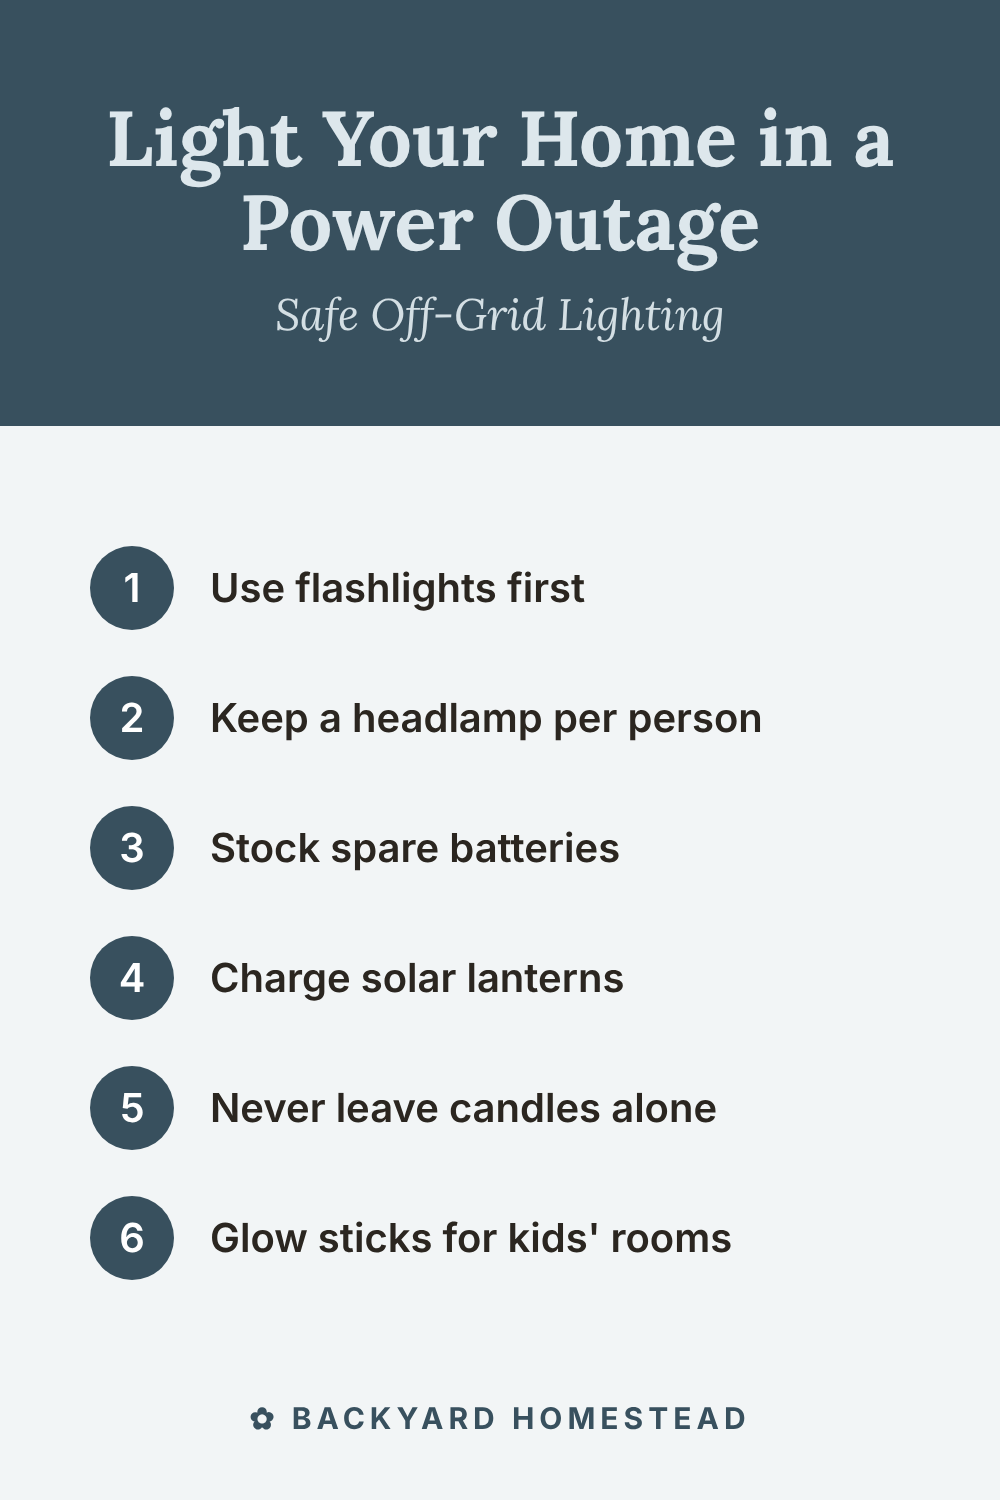 Light Your Home in a
Power Outage
Safe Off-Grid Lighting
1 Use flashlights first
2 Keep a headlamp per person
3 Stock spare batteries
4 Charge solar lanterns
5 Never leave candles alone
6 Glow sticks for kids' rooms
✿ BACKYARD HOMESTEAD